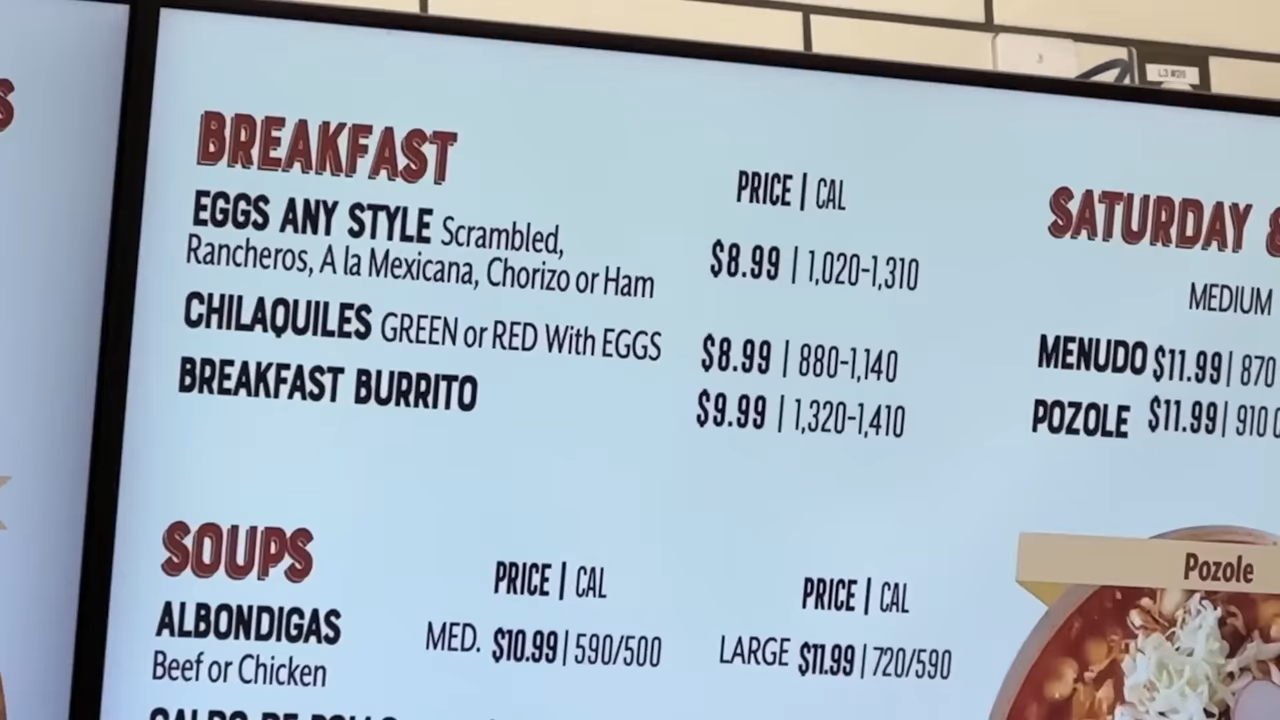 S
BREAKFAST
PRICE | CAL
EGGS ANY STYLE Scrambled,
Rancheros, A la Mexicana, Chorizo or Ham
$8.99 | 1,020-1,310
CHILAQUILES GREEN or RED With EGGS
$8.99 | 880-1,140
BREAKFAST BURRITO
$9.99 | 1,320-1,410
SOUPS
PRICE | CAL
PRICE | CAL
ALBONDIGAS
Beef or Chicken
MED. $10.99 | 590/500
LARGE $11.99 | 720/590
SATURDAY &
MEDIUM
MENUDO $11.99 | 870
POZOLE $11.99 | 910 C
Pozole